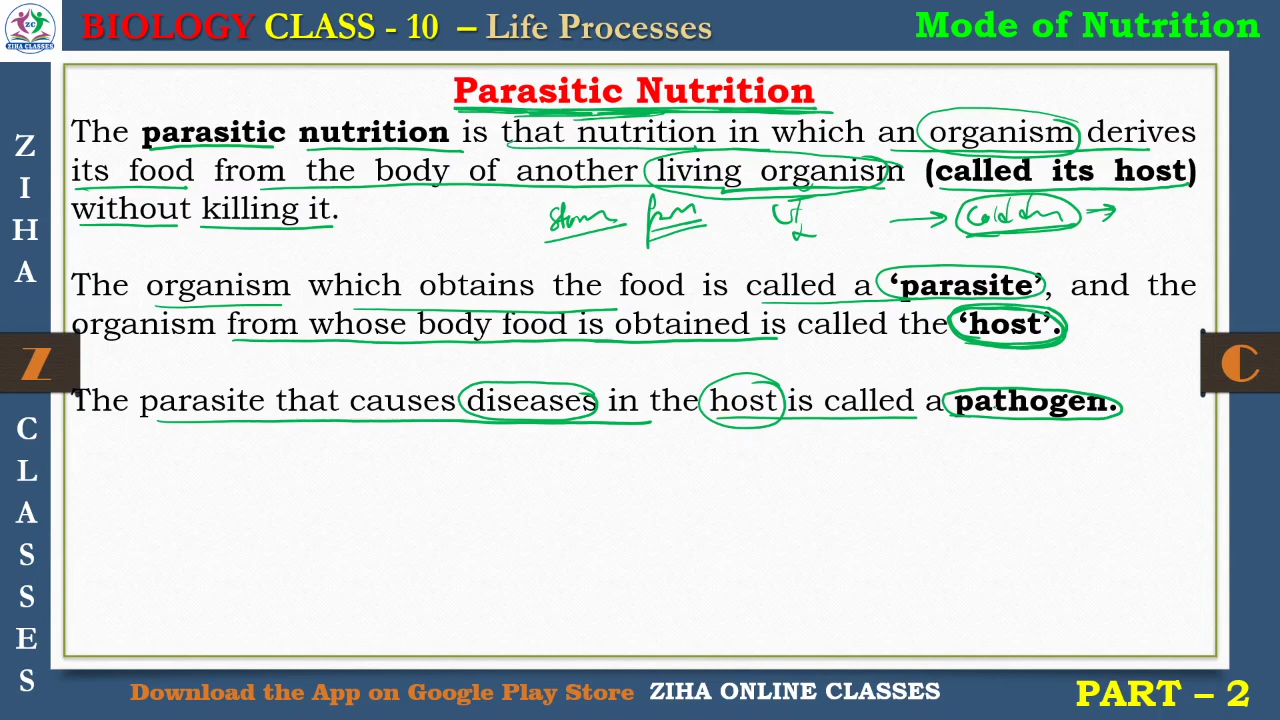 ZC
ZIHA CLASSES
BIOLOGY CLASS - 10 – Life Processes
Mode of Nutrition
Z
I
H
A
Z
C
L
A
S
S
E
S
Parasitic Nutrition
The parasitic nutrition is that nutrition in which an organism derives
its food from the body of another living organism (called its host)
without killing it.
The organism which obtains the food is called a ‘parasite’, and the
organism from whose body food is obtained is called the ‘host’.
The parasite that causes diseases in the host is called a pathogen.
C
Download the App on Google Play Store ZIHA ONLINE CLASSES
PART – 2